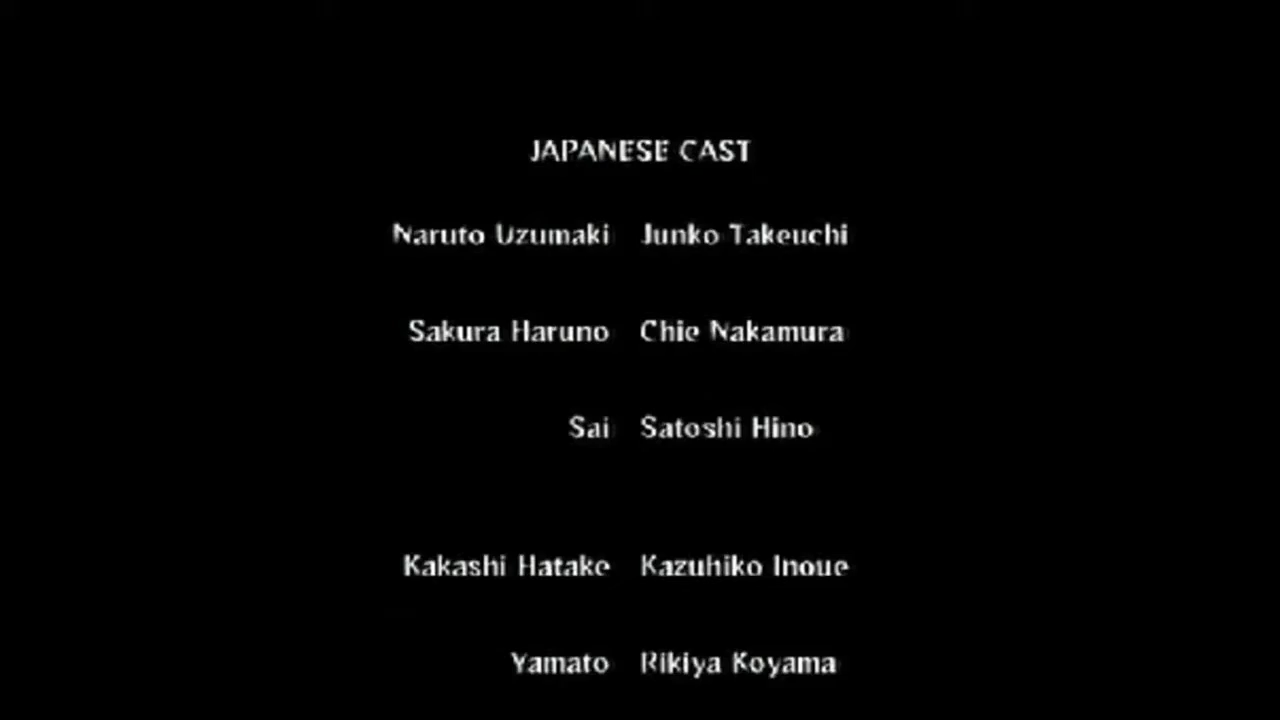 JAPANESE CAST
Naruto Uzumaki Junko Takeuchi
Sakura Haruno Chie Nakamura
Sai Satoshi Hino
Kakashi Hatake Kazuhiko Inoue
Yamato Rikiya Koyama